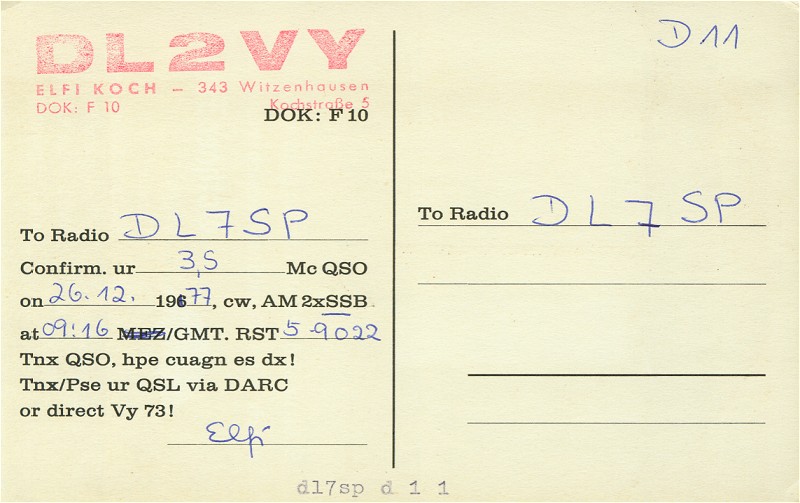 DL2VY
ELFI KOCH – 343 Witzenhausen
DOK: F 10 Kochstraße 5
DOK: F 10
To Radio DL7SP
Confirm. ur 3,5 Mc QSO
on 26.12. 19677, cw, AM 2xSSB
at 09:16 MEZ/GMT. RST 5-9022
Tnx QSO, hpe cuagn es dx!
Tnx/Pse ur QSL via DARC
or direct Vy 73!
Elfi
D11
To Radio DL7SP
dl7sp d 1 1